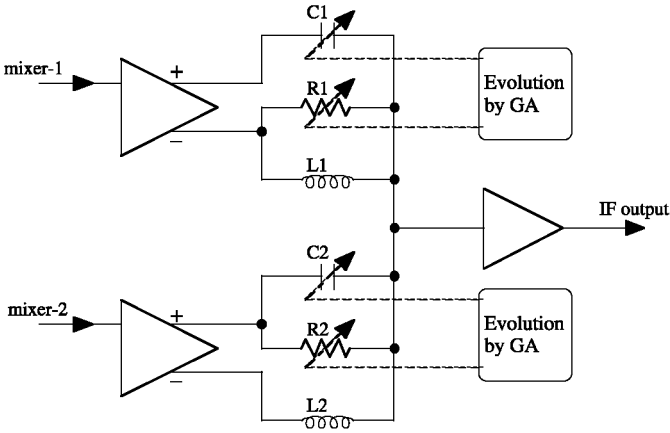 C1
mixer-1
+
R1
Evolution
by GA
−
L1
IF output
C2
mixer-2
+
R2
Evolution
by GA
−
L2